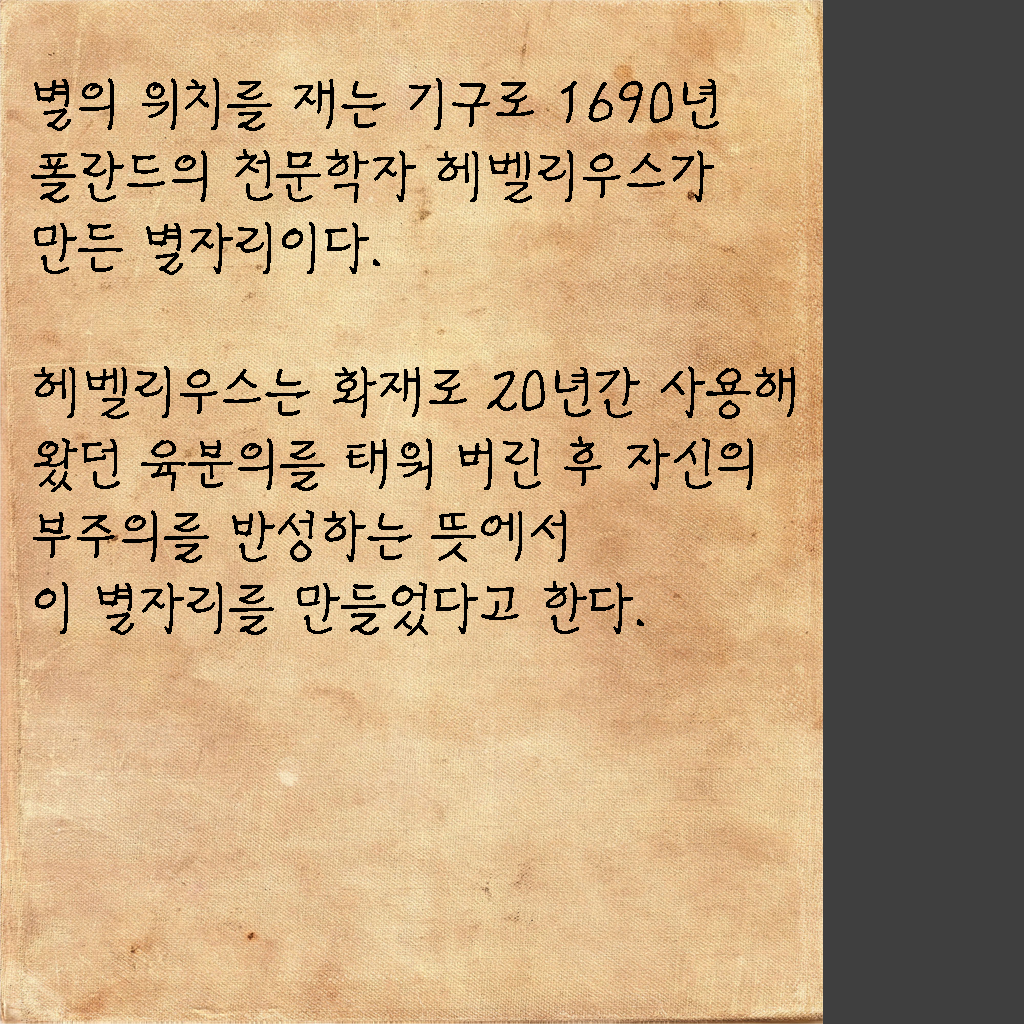 별의 위치를 재는 기구로 1690년
폴란드의 천문학자 헤벨리우스가
만든 별자리이다.
헤벨리우스는 화재로 20년간 사용해
왔던 육분의를 태워 버린 후 자신의
부주의를 반성하는 뜻에서
이 별자리를 만들었다고 한다.